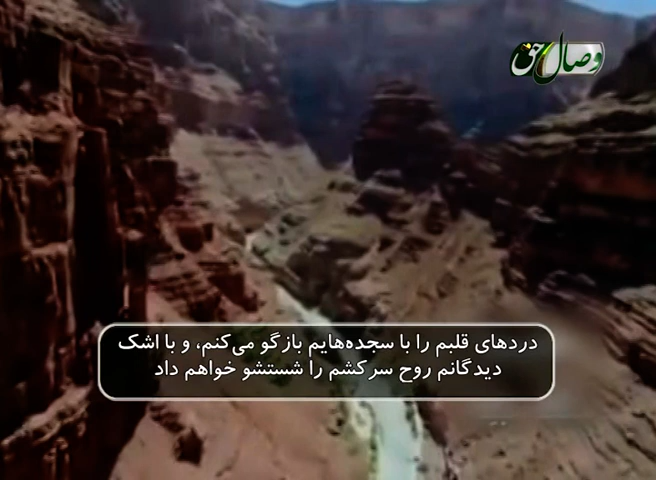 وصال حق
دردهای قلبم را با سجده‌هایم بازگو می‌کنم، و با اشک
دیدگانم روح سرکشم را شستشو خواهم داد